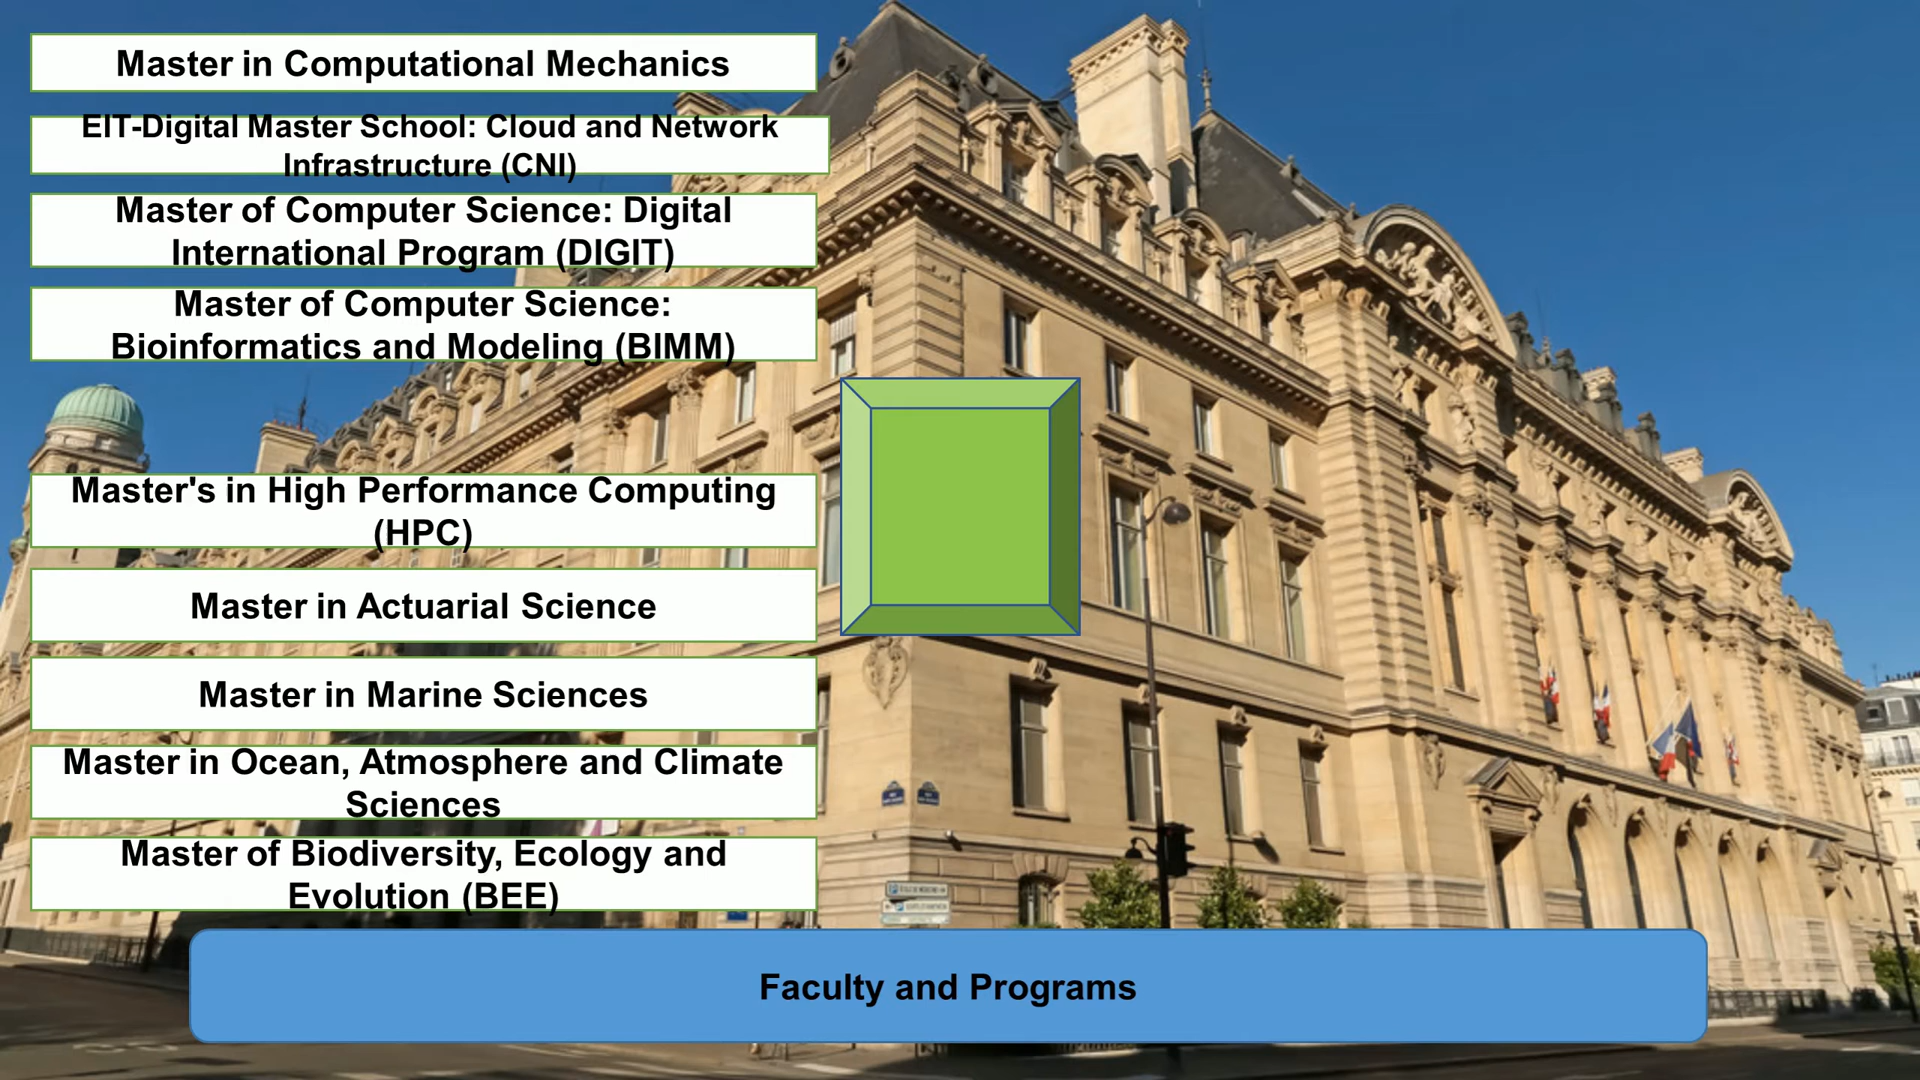 Master in Computational Mechanics
EIT-Digital Master School: Cloud and Network
Infrastructure (CNI)
Master of Computer Science: Digital
International Program (DIGIT)
Master of Computer Science:
Bioinformatics and Modeling (BIMM)
Master's in High Performance Computing
(HPC)
Master in Actuarial Science
Master in Marine Sciences
Master in Ocean, Atmosphere and Climate
Sciences
Master of Biodiversity, Ecology and
Evolution (BEE)
Faculty and Programs